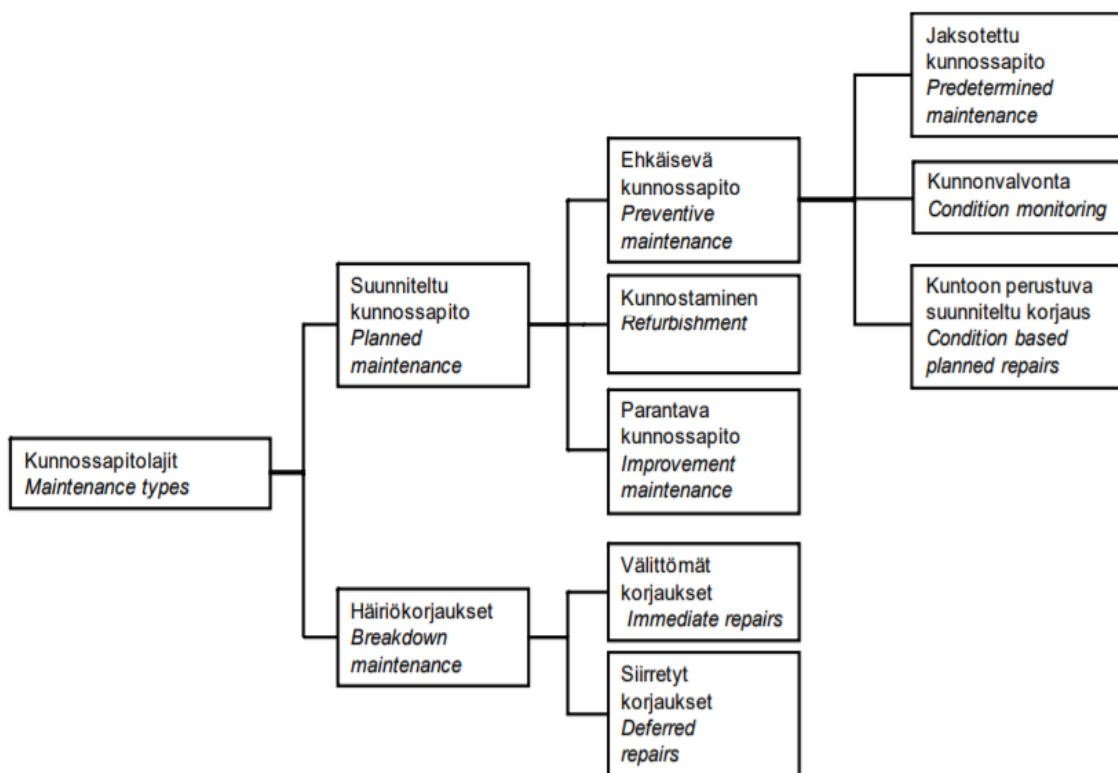 Kunnossapitolajit
Maintenance types
Suunniteltu
kunnossapito
Planned
maintenance
Häiriökorjaukset
Breakdown
maintenance
Ehkäisevä
kunnossapito
Preventive
maintenance
Kunnostaminen
Refurbishment
Parantava
kunnossapito
Improvement
maintenance
Välittömät
korjaukset
Immediate repairs
Siirretyt
korjaukset
Deferred
repairs
Jaksotettu
kunnossapito
Predetermined
maintenance
Kunnonvalvonta
Condition monitoring
Kuntoon perustuva
suunniteltu korjaus
Condition based
planned repairs